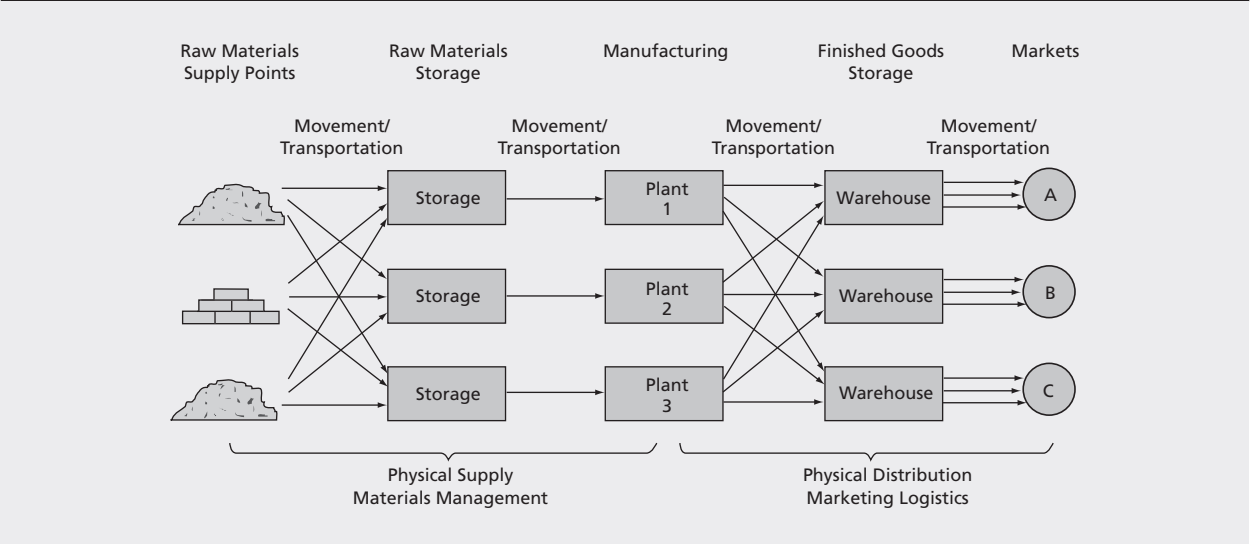 Raw Materials
Supply Points
Raw Materials
Storage
Manufacturing
Finished Goods
Storage
Markets
Movement/
Transportation
Movement/
Transportation
Movement/
Transportation
Movement/
Transportation
Storage
Plant
1
Warehouse
A
Storage
Plant
2
Warehouse
B
Storage
Plant
3
Warehouse
C
Physical Supply
Materials Management
Physical Distribution
Marketing Logistics